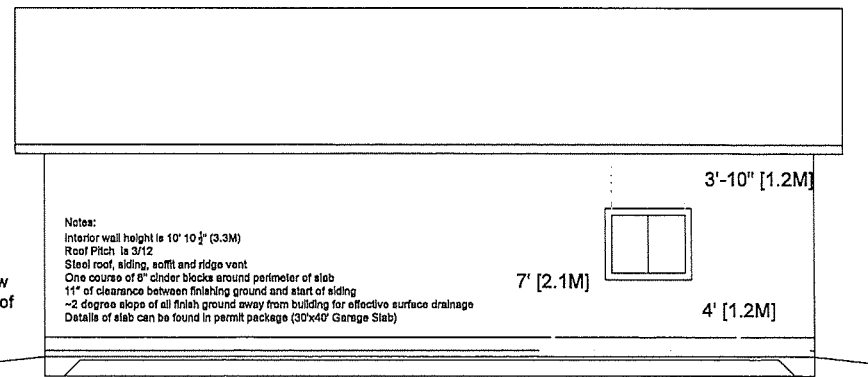 3'-10" [1.2M]
Notes:
Interior wall height is 10' 10 ½" (3.3M)
Roof Pitch is 3/12
Steel roof, siding, soffit and ridge vent
One course of 8" cinder blocks around perimeter of slab
11" of clearance between finishing ground and start of siding
~2 degree slope of all finish ground away from building for effective surface drainage
Details of slab can be found in permit package (30'x40' Garage Slab)
w
of
7' [2.1M]
4' [1.2M]